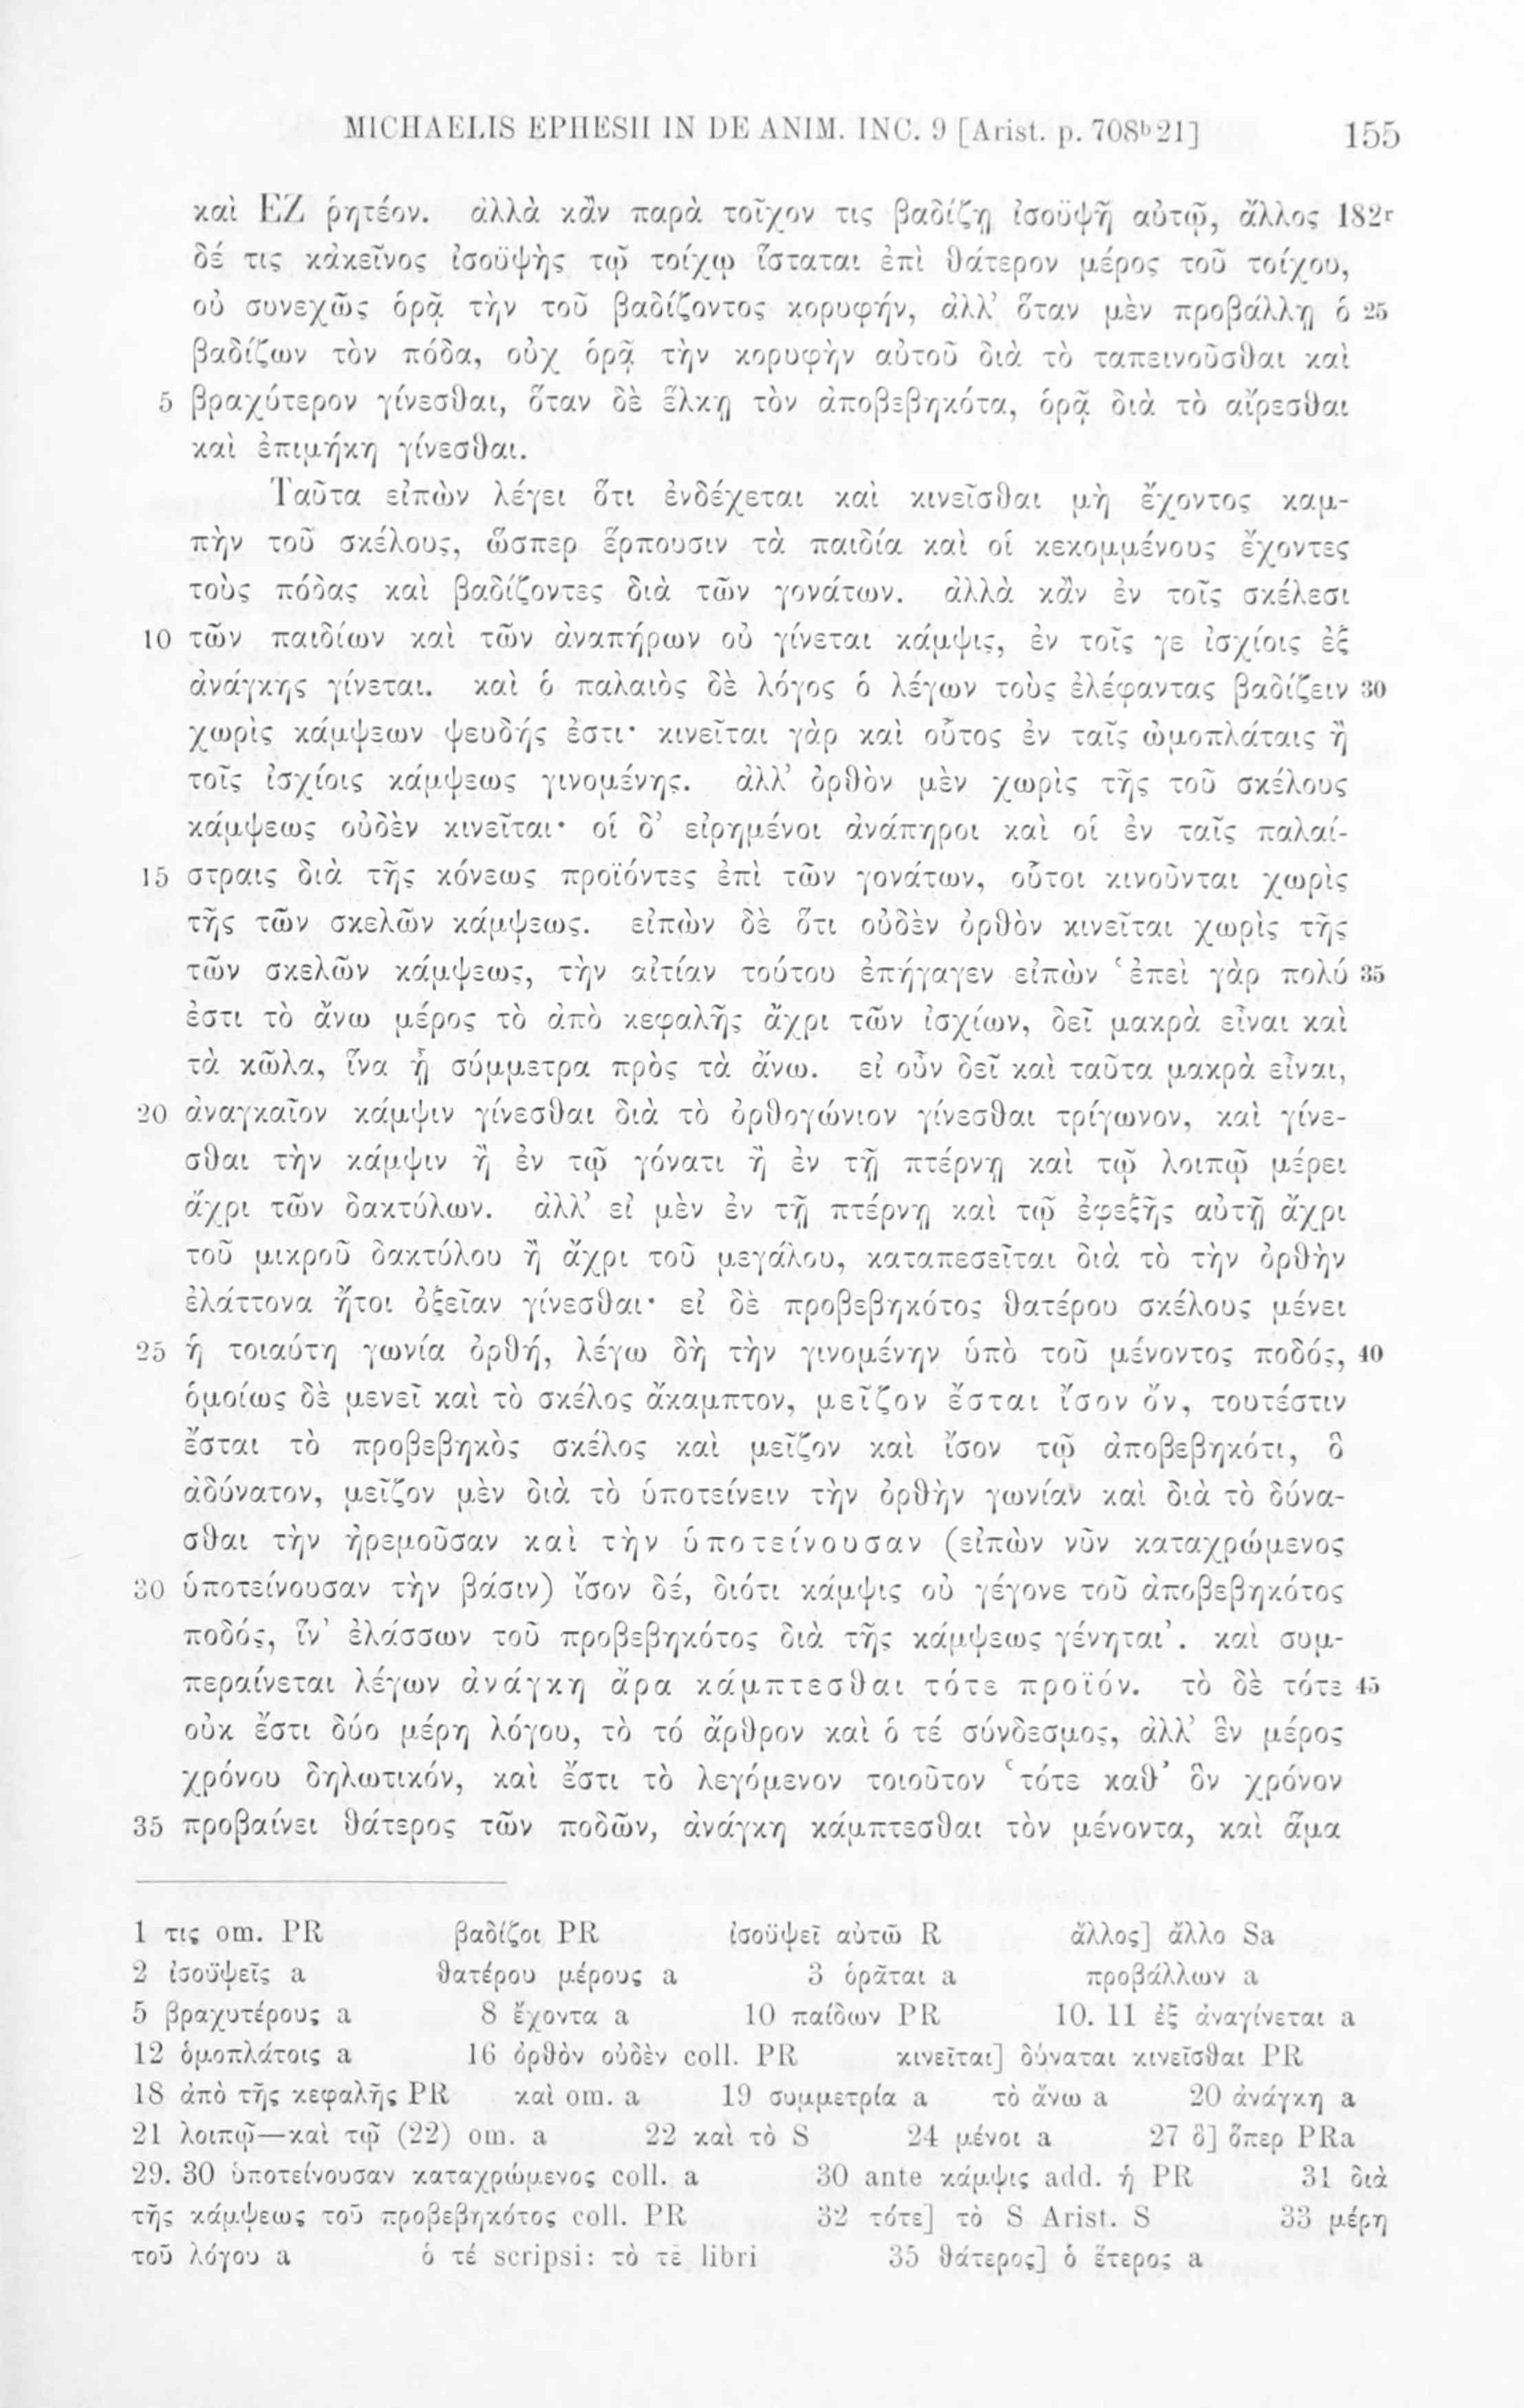 MICHAELIS EPHESII IN DE ANIM. INC. 9 [Arist. p. 708ᵇ21] 155
καὶ ΕΖ ῥητέον. ἀλλὰ κἂν παρὰ τοῖχον τις βαδίζῃ ἰσοϋψῆ αὐτῷ, ἄλλος 182ʳ
δέ τις κἀκεῖνος ἰσοϋψὴς τῷ τοίχῳ ἵσταται ἐπὶ θάτερον μέρος τοῦ τοίχου,
οὐ συνεχῶς ὁρᾷ τὴν τοῦ βαδίζοντος κορυφήν, ἀλλ’ ὅταν μὲν προβάλλῃ ὁ 25
βαδίζων τὸν πόδα, οὐχ ὁρᾷ τὴν κορυφὴν αὐτοῦ διὰ τὸ ταπεινοῦσθαι καὶ
5 βραχύτερον γίνεσθαι, ὅταν δὲ ἕλκῃ τὸν ἀποβεβηκότα, ὁρᾷ διὰ τὸ αἴρεσθαι
καὶ ἐπιμήκη γίνεσθαι.
Ταῦτα εἰπὼν λέγει ὅτι ἐνδέχεται καὶ κινεῖσθαι μὴ ἔχοντος καμ-
πὴν τοῦ σκέλους, ὥσπερ ἕρπουσιν τὰ παιδία καὶ οἱ κεκομμένους ἔχοντες
τοὺς πόδας καὶ βαδίζοντες διὰ τῶν γονάτων. ἀλλὰ κἂν ἐν τοῖς σκέλεσι
10 τῶν παιδίων καὶ τῶν ἀναπήρων οὐ γίνεται κάμψις, ἐν τοῖς γε ἰσχίοις ἐξ
ἀνάγκης γίνεται. καὶ ὁ παλαιὸς δὲ λόγος ὁ λέγων τοὺς ἐλέφαντας βαδίζειν 30
χωρὶς κάμψεων ψευδής ἐστι· κινεῖται γὰρ καὶ οὗτος ἐν ταῖς ὠμοπλάταις ἢ
τοῖς ἰσχίοις κάμψεως γινομένης. ἀλλ’ ὀρθὸν μὲν χωρὶς τῆς τοῦ σκέλους
κάμψεως οὐδὲν κινεῖται· οἱ δ’ εἰρημένοι ἀνάπηροι καὶ οἱ ἐν ταῖς παλαί-
15 στραις διὰ τῆς κόνεως προϊόντες ἐπὶ τῶν γονάτων, οὗτοι κινοῦνται χωρὶς
τῆς τῶν σκελῶν κάμψεως. εἰπὼν δὲ ὅτι οὐδὲν ὀρθὸν κινεῖται χωρὶς τῆς
τῶν σκελῶν κάμψεως, τὴν αἰτίαν τούτου ἐπήγαγεν εἰπὼν ‘ἐπεὶ γὰρ πολύ 35
ἐστι τὸ ἄνω μέρος τὸ ἀπὸ κεφαλῆς ἄχρι τῶν ἰσχίων, δεῖ μακρὰ εἶναι καὶ
τὰ κῶλα, ἵνα ᾖ σύμμετρα πρὸς τὰ ἄνω. εἰ οὖν δεῖ καὶ ταῦτα μακρὰ εἶναι,
20 ἀναγκαῖον κάμψιν γίνεσθαι διὰ τὸ ὀρθογώνιον γίνεσθαι τρίγωνον, καὶ γίνε-
σθαι τὴν κάμψιν ἢ ἐν τῷ γόνατι ἢ ἐν τῇ πτέρνῃ καὶ τῷ λοιπῷ μέρει
ἄχρι τῶν δακτύλων. ἀλλ’ εἰ μὲν ἐν τῇ πτέρνῃ καὶ τῷ ἐφεξῆς αὐτῇ ἄχρι
τοῦ μικροῦ δακτύλου ἢ ἄχρι τοῦ μεγάλου, καταπεσεῖται διὰ τὸ τὴν ὀρθὴν
ἐλάττονα ἤτοι ὀξεῖαν γίνεσθαι· εἰ δὲ προβεβηκότος θατέρου σκέλους μένει
25 ἡ τοιαύτη γωνία ὀρθή, λέγω δὴ τὴν γινομένην ὑπὸ τοῦ μένοντος ποδός, 40
ὁμοίως δὲ μενεῖ καὶ τὸ σκέλος ἄκαμπτον, μεῖζον ἔσται ἴσον ὄν, τουτέστιν
ἔσται τὸ προβεβηκὸς σκέλος καὶ μεῖζον καὶ ἴσον τῷ ἀποβεβηκότι, ὃ
ἀδύνατον, μεῖζον μὲν διὰ τὸ ὑποτείνειν τὴν ὀρθὴν γωνίαν καὶ διὰ τὸ δύνα-
σθαι τὴν ἠρεμοῦσαν καὶ τὴν ὑποτείνουσαν (εἰπὼν νῦν καταχρώμενος
30 ὑποτείνουσαν τὴν βάσιν) ἴσον δέ, διότι κάμψις οὐ γέγονε τοῦ ἀποβεβηκότος
ποδός, ἵν’ ἐλάσσων τοῦ προβεβηκότος διὰ τῆς κάμψεως γένηται’. καὶ συμ-
περαίνεται λέγων ἀνάγκη ἄρα κάμπτεσθαι τότε προϊόν. τὸ δὲ τότε 45
οὐκ ἔστι δύο μέρη λόγου, τὸ τό ἄρθρον καὶ ὁ τέ σύνδεσμος, ἀλλ’ ἓν μέρος
χρόνου δηλωτικόν, καὶ ἔστι τὸ λεγόμενον τοιοῦτον ‘τότε καθ’ ὃν χρόνον
35 προβαίνει θάτερος τῶν ποδῶν, ἀνάγκη κάμπτεσθαι τὸν μένοντα, καὶ ἅμα
1 τις om. PR βαδίζοι PR ἰσοϋψεῖ αὐτῶ R ἄλλος] ἄλλο Sa
2 ἰσοϋψεῖς a θατέρου μέρους a 3 ὁρᾶται a προβάλλων a
5 βραχυτέρους a 8 ἔχοντα a 10 παίδων PR 10. 11 ἐξ ἀναγίνεται a
12 ὁμοπλάτοις a 16 ὀρθὸν οὐδὲν coll. PR κινεῖται] δύναται κινεῖσθαι PR
18 ἀπὸ τῆς κεφαλῆς PR καὶ om. a 19 συμμετρία a τὸ ἄνω a 20 ἀνάγκη a
21 λοιπῷ—καὶ τῷ (22) om. a 22 καὶ τὸ S 24 μένοι a 27 ὃ] ὅπερ PRa
29. 30 ὑποτείνουσαν καταχρώμενος coll. a 30 ante κάμψις add. ἡ PR 31 διὰ
τῆς κάμψεως τοῦ προβεβηκότος coll. PR 32 τότε] τὸ S Arist. S 33 μέρη
τοῦ λόγου a ὁ τέ scripsi: τὸ τὲ libri 35 θάτερος] ὁ ἕτερος a